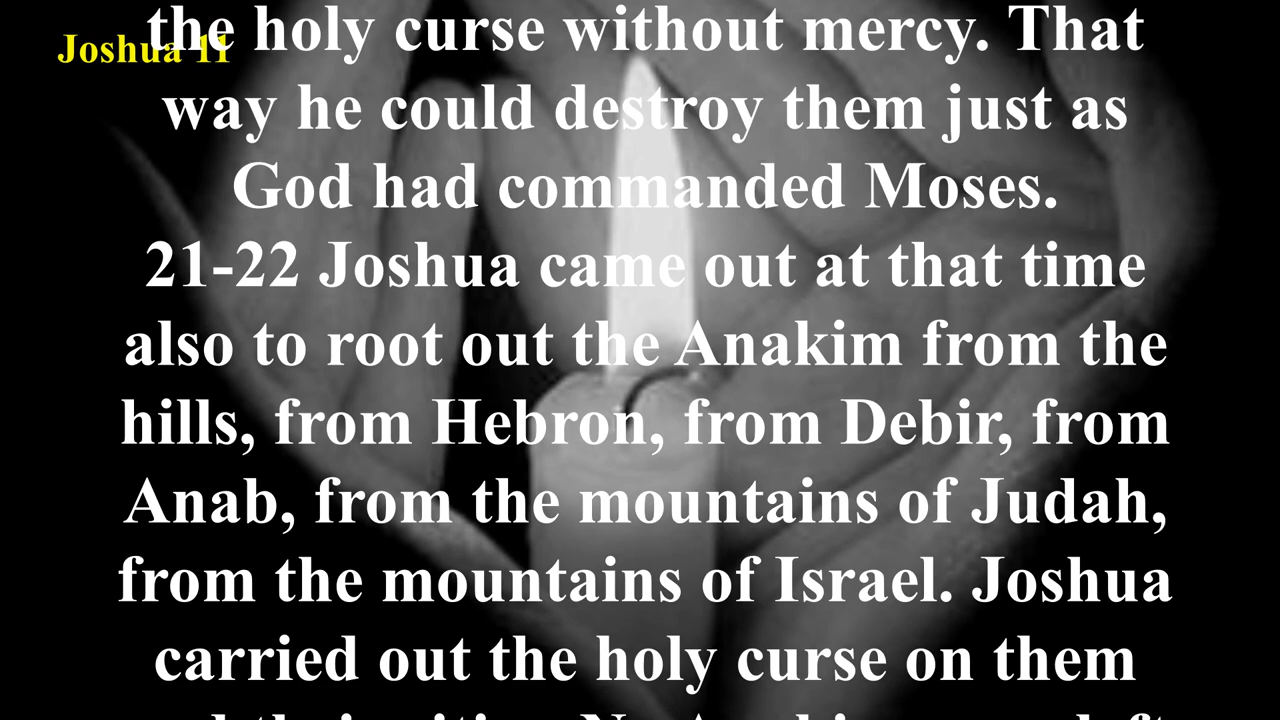 Joshua 11
the holy curse without mercy. That
way he could destroy them just as
God had commanded Moses.
21-22 Joshua came out at that time
also to root out the Anakim from the
hills, from Hebron, from Debir, from
Anab, from the mountains of Judah,
from the mountains of Israel. Joshua
carried out the holy curse on them